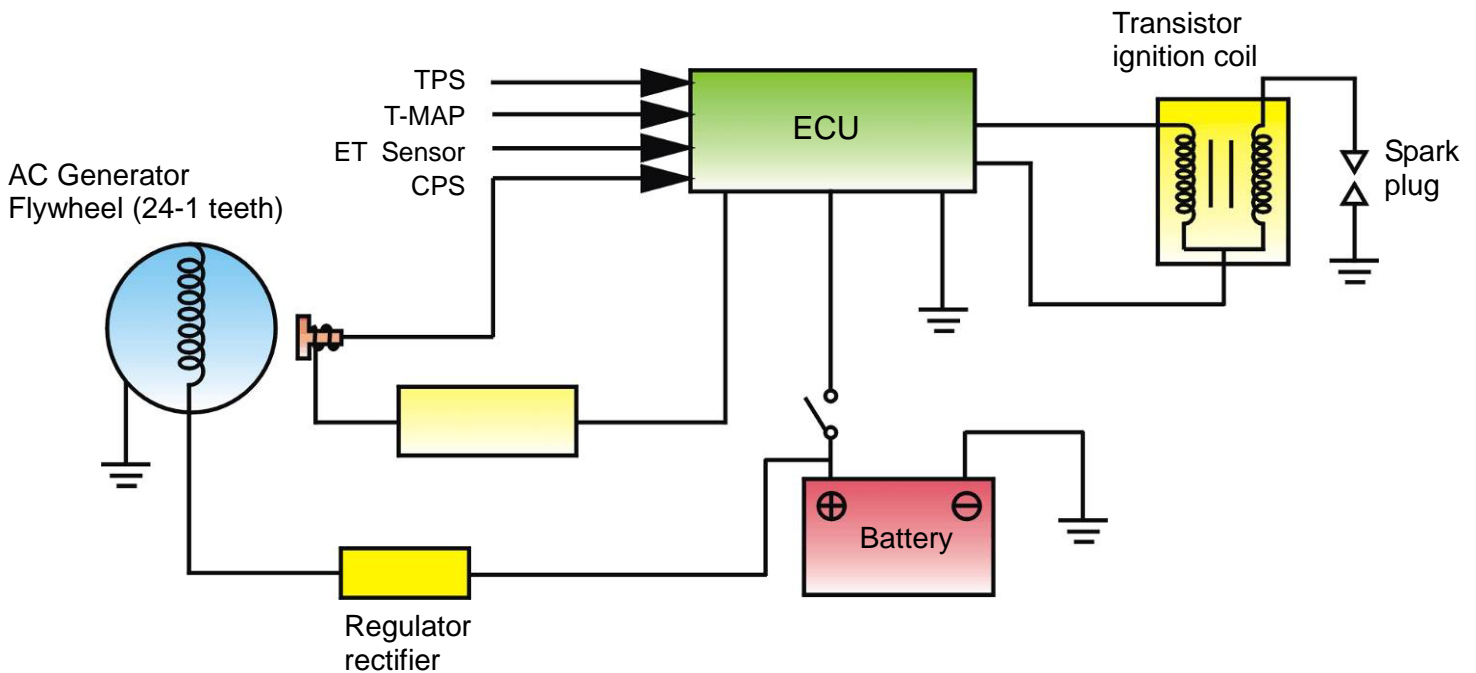 Transistor
ignition coil
TPS
T-MAP
ET Sensor
CPS
ECU
Spark
plug
AC Generator
Flywheel (24-1 teeth)
Battery
Regulator
rectifier